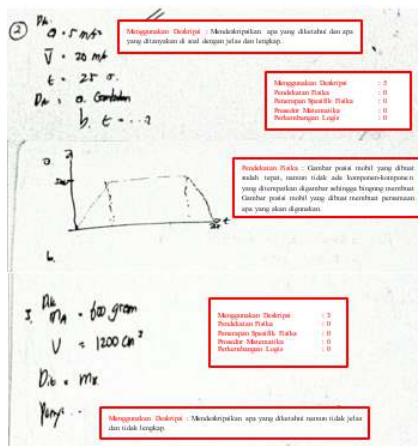 ② Dik
a = 5 m/s²
Menggunakan Deskripsi : Mendeskripsikan apa yang diketahui dan apa
yang ditanyakan di soal dengan jelas dan lengkap.
V = 20 m/s
t = 25 s.
Dit : a. Gambar
b. t = ...?
Menggunakan Deskripsi : 5
Pendekatan Fisika : 0
Penerapan Spesifik Fisika : 0
Prosedur Matematika : 0
Perkembangan Logis : 0
a.
Pendekatan Fisika : Gambar posisi mobil yang dibuat
sudah tepat, namun tidak ada komponen-komponen
yang ditempatkan digambar sehingga bingung membuat
Gambar posisi mobil yang dibuat membuat persamaan
apa yang akan digunakan.
t
25
b.
3. Dik
mA = 600 gram
V = 1200 cm³
Menggunakan Deskripsi : 3
Pendekatan Fisika : 0
Penerapan Spesifik Fisika : 0
Prosedur Matematika : 0
Perkembangan Logis : 0
Dit = mx
Penye ..
Menggunakan Deskripsi : Mendeskripsikan apa yang diketahui namun tidak jelas
dan tidak lengkap.